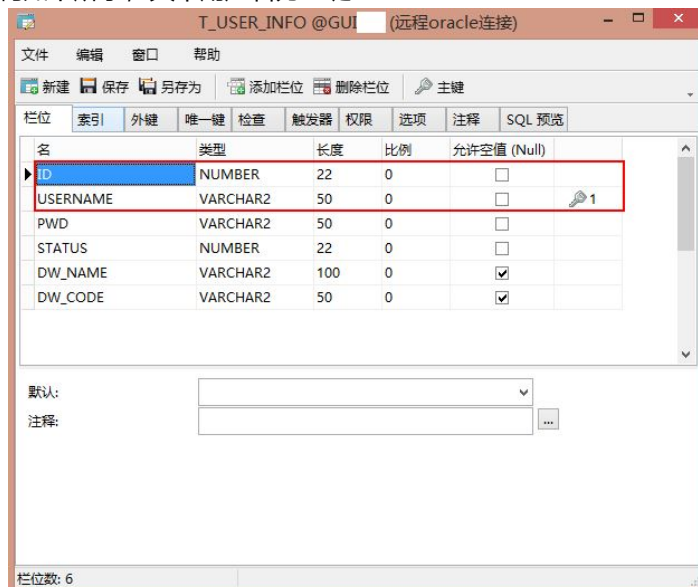 T_USER_INFO @GUI (远程oracle连接)
文件 编辑 窗口 帮助
新建 保存 另存为 添加栏位 删除栏位 主键
栏位 索引 外键 唯一键 检查 触发器 权限 选项 注释 SQL 预览
名 类型 长度 比例 允许空值 (Null)
ID NUMBER 22 0
USERNAME VARCHAR2 50 0 1
PWD VARCHAR2 50 0
STATUS NUMBER 22 0
DW_NAME VARCHAR2 100 0
DW_CODE VARCHAR2 50 0
默认:
注释:
...
栏位数: 6